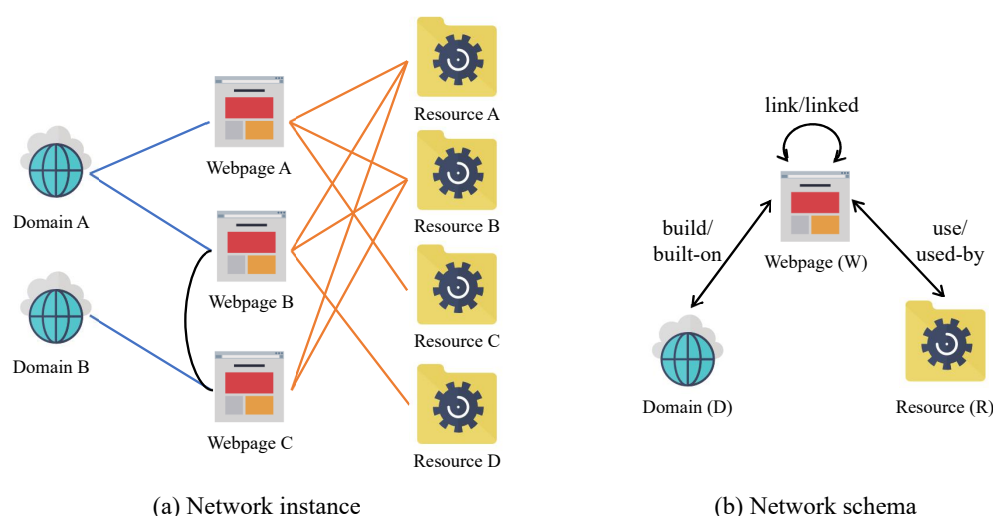 Resource A
Webpage A
Domain A
Resource B
Webpage B
Domain B
Resource C
Webpage C
Resource D
(a) Network instance
link/linked
build/
built-on
use/
used-by
Webpage (W)
Domain (D)
Resource (R)
(b) Network schema